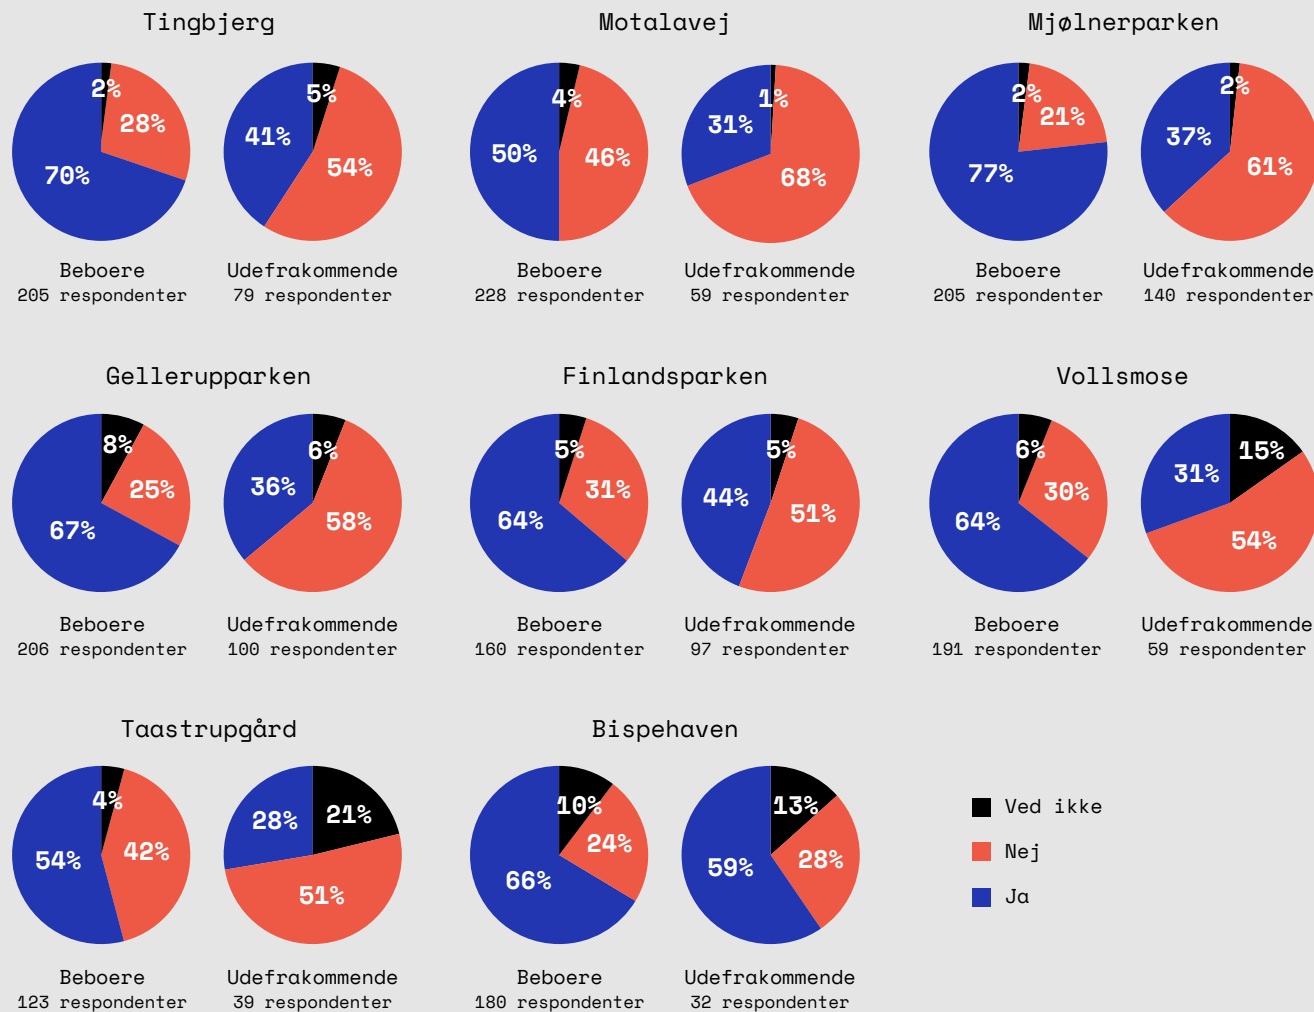 Tingbjerg
2%
28%
70%
Beboere
205 respondenter
5%
41%
54%
Udefrakommende
79 respondenter
Motalavej
4%
50%
46%
Beboere
228 respondenter
1%
31%
68%
Udefrakommende
59 respondenter
Mjølnerparken
2%
21%
77%
Beboere
205 respondenter
2%
37%
61%
Udefrakommende
140 respondenter
Gellerupparken
8%
25%
67%
Beboere
206 respondenter
6%
36%
58%
Udefrakommende
100 respondenter
Finlandsparken
5%
31%
64%
Beboere
160 respondenter
5%
44%
51%
Udefrakommende
97 respondenter
Vollsmose
6%
30%
64%
Beboere
191 respondenter
15%
31%
54%
Udefrakommende
59 respondenter
Taastrupgård
4%
54%
42%
Beboere
123 respondenter
21%
28%
51%
Udefrakommende
39 respondenter
Bispehaven
10%
24%
66%
Beboere
180 respondenter
13%
59%
28%
Udefrakommende
32 respondenter
Ved ikke
Nej
Ja